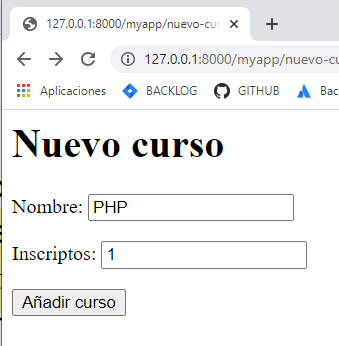 127.0.0.1:8000/myapp/nuevo-cur
127.0.0.1:8000/myapp/nuevo-cu
Aplicaciones BACKLOG GITHUB Bac
Nuevo curso
Nombre: PHP
Inscriptos: 1
Añadir curso